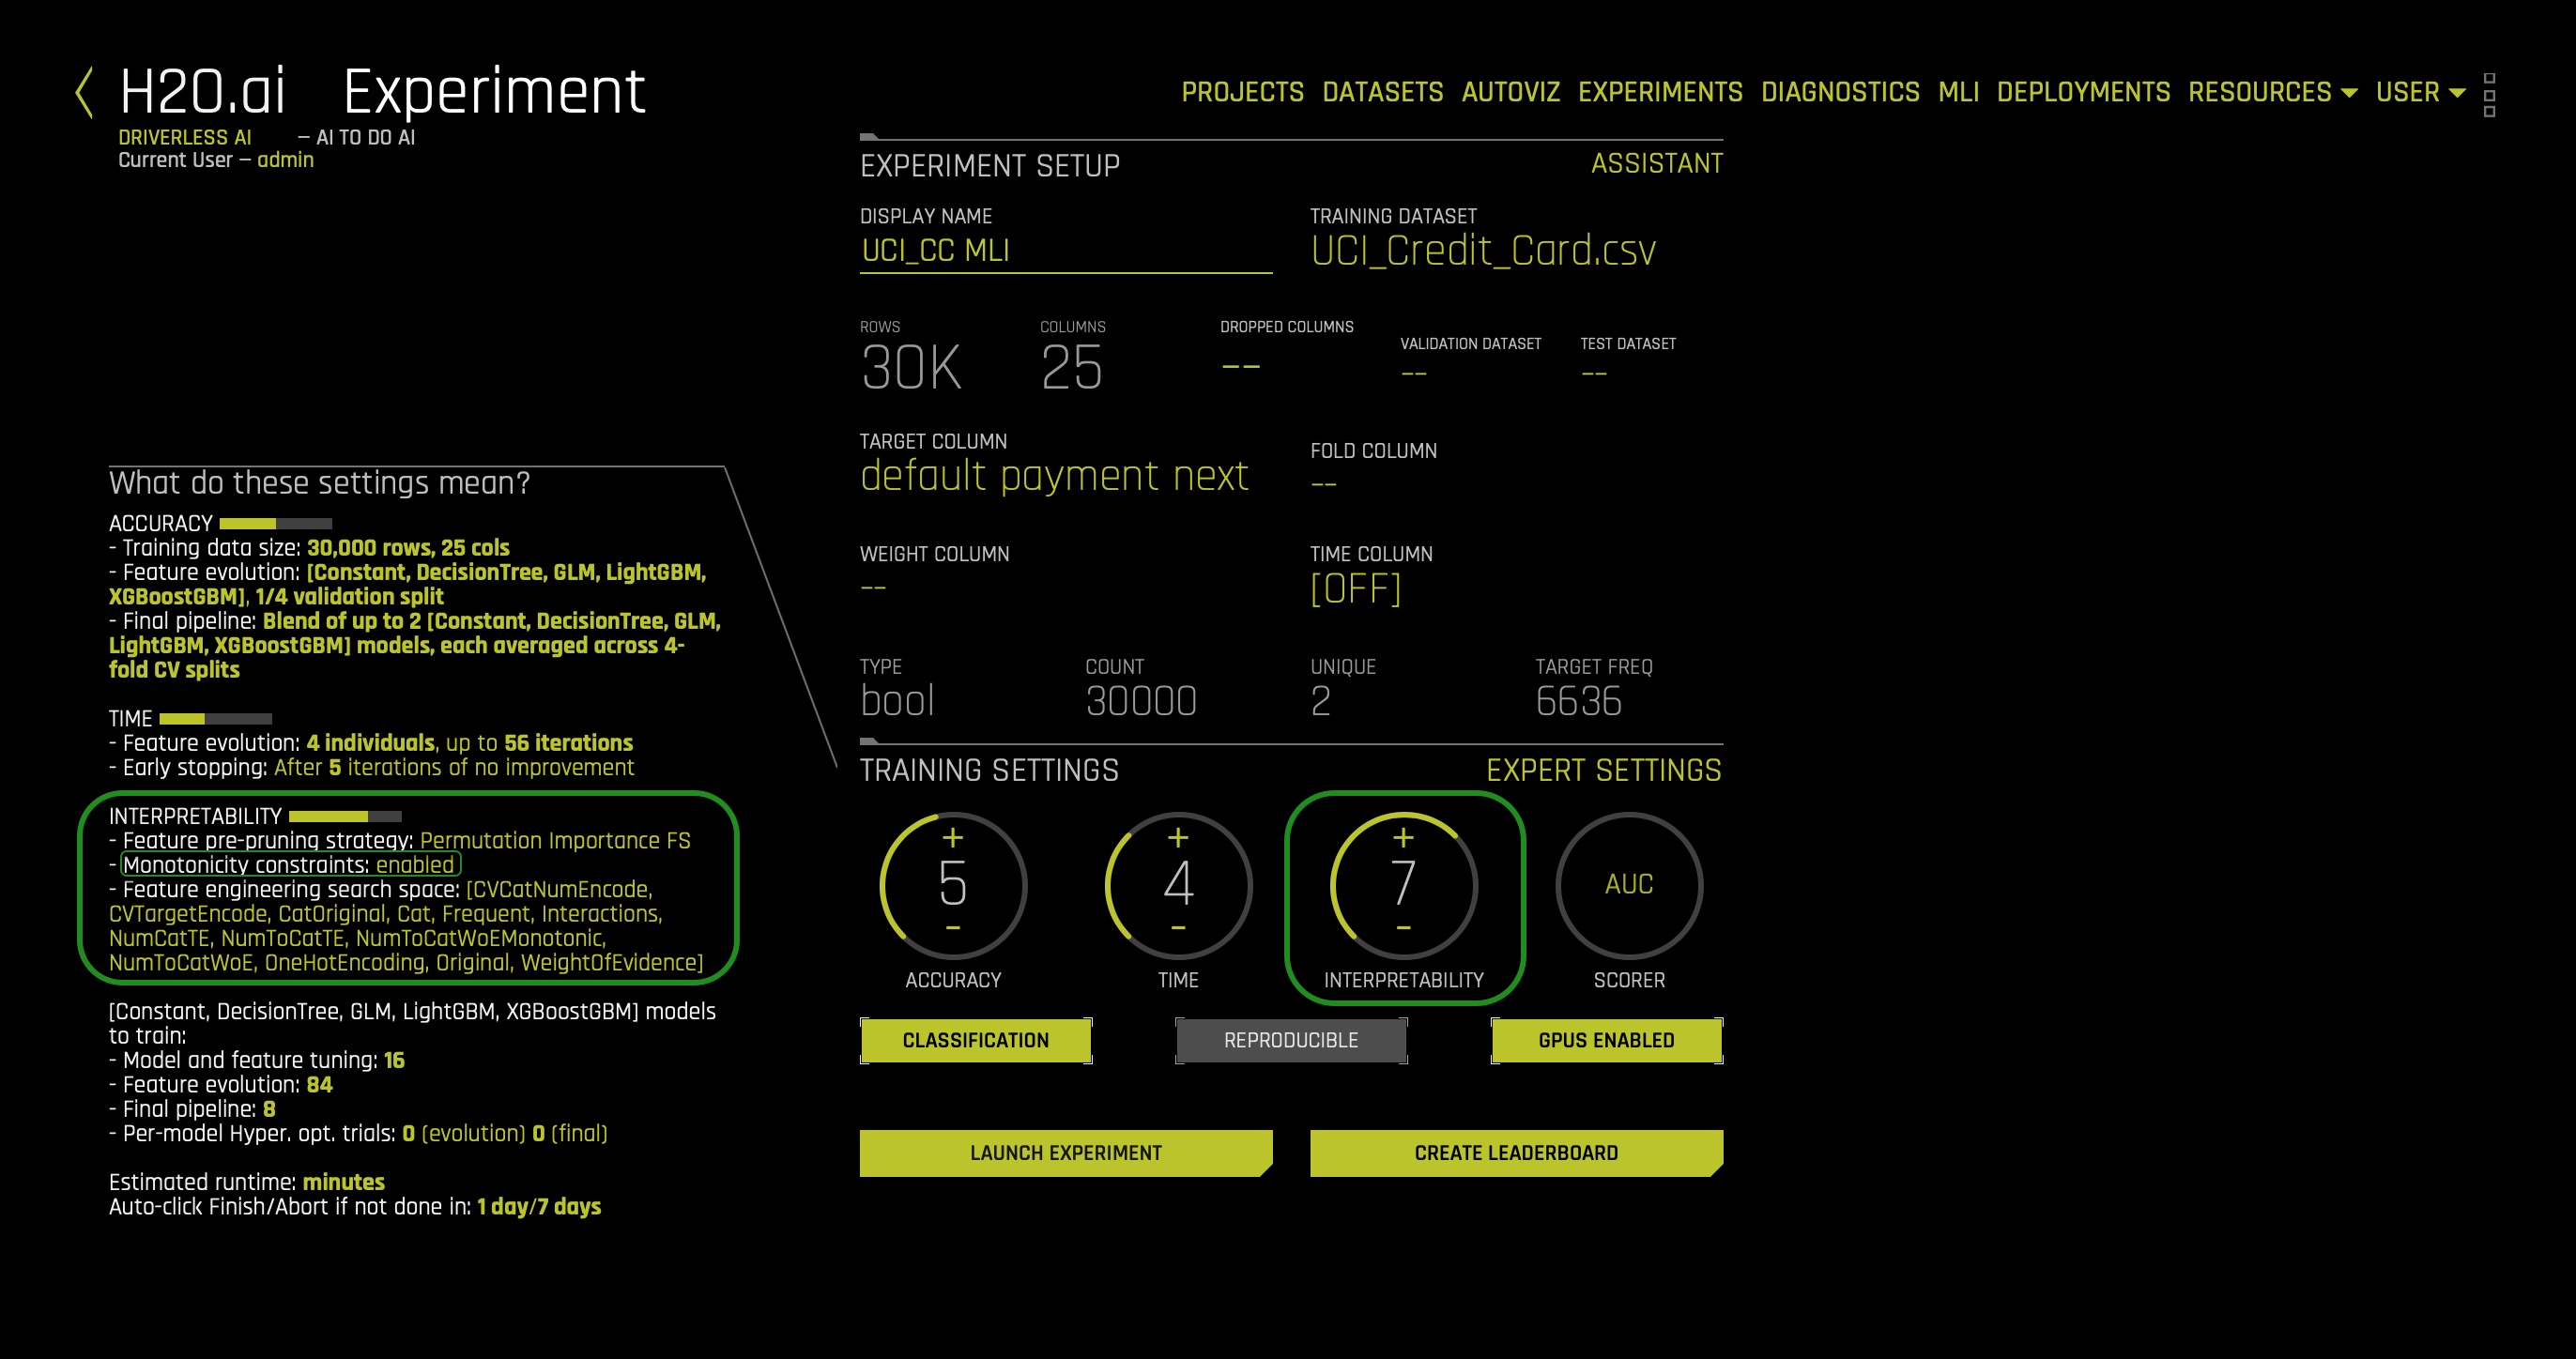 H2O.ai Experiment
DRIVERLESS AI – AI TO DO AI
Current User – admin
PROJECTS DATASETS AUTOVIZ EXPERIMENTS DIAGNOSTICS MLI DEPLOYMENTS RESOURCES USER
What do these settings mean?
ACCURACY
- Training data size: 30,000 rows, 25 cols
- Feature evolution: [Constant, DecisionTree, GLM, LightGBM,
XGBoostGBM], 1/4 validation split
- Final pipeline: Blend of up to 2 [Constant, DecisionTree, GLM,
LightGBM, XGBoostGBM] models, each averaged across 4-
fold CV splits
TIME
- Feature evolution: 4 individuals, up to 56 iterations
- Early stopping: After 5 iterations of no improvement
INTERPRETABILITY
- Feature pre-pruning strategy: Permutation Importance FS
- Monotonicity constraints: enabled
- Feature engineering search space: [CVCatNumEncode,
CVTargetEncode, CatOriginal, Cat, Frequent, Interactions,
NumCatTE, NumToCatTE, NumToCatWoEMonotonic,
NumToCatWoE, OneHotEncoding, Original, WeightOfEvidence]
[Constant, DecisionTree, GLM, LightGBM, XGBoostGBM] models
to train:
- Model and feature tuning: 16
- Feature evolution: 84
- Final pipeline: 8
- Per-model Hyper. opt. trials: 0 (evolution) 0 (final)
Estimated runtime: minutes
Auto-click Finish/Abort if not done in: 1 day/7 days
EXPERIMENT SETUP ASSISTANT
DISPLAY NAME TRAINING DATASET
UCI_CC MLI UCI_Credit_Card.csv
ROWS COLUMNS DROPPED COLUMNS VALIDATION DATASET TEST DATASET
30K 25 -- -- --
TARGET COLUMN FOLD COLUMN
default payment next --
WEIGHT COLUMN TIME COLUMN
-- [OFF]
TYPE COUNT UNIQUE TARGET FREQ
bool 30000 2 6636
TRAINING SETTINGS EXPERT SETTINGS
+ + +
5 4 7 AUC
- - -
ACCURACY TIME INTERPRETABILITY SCORER
CLASSIFICATION REPRODUCIBLE GPUS ENABLED
LAUNCH EXPERIMENT CREATE LEADERBOARD